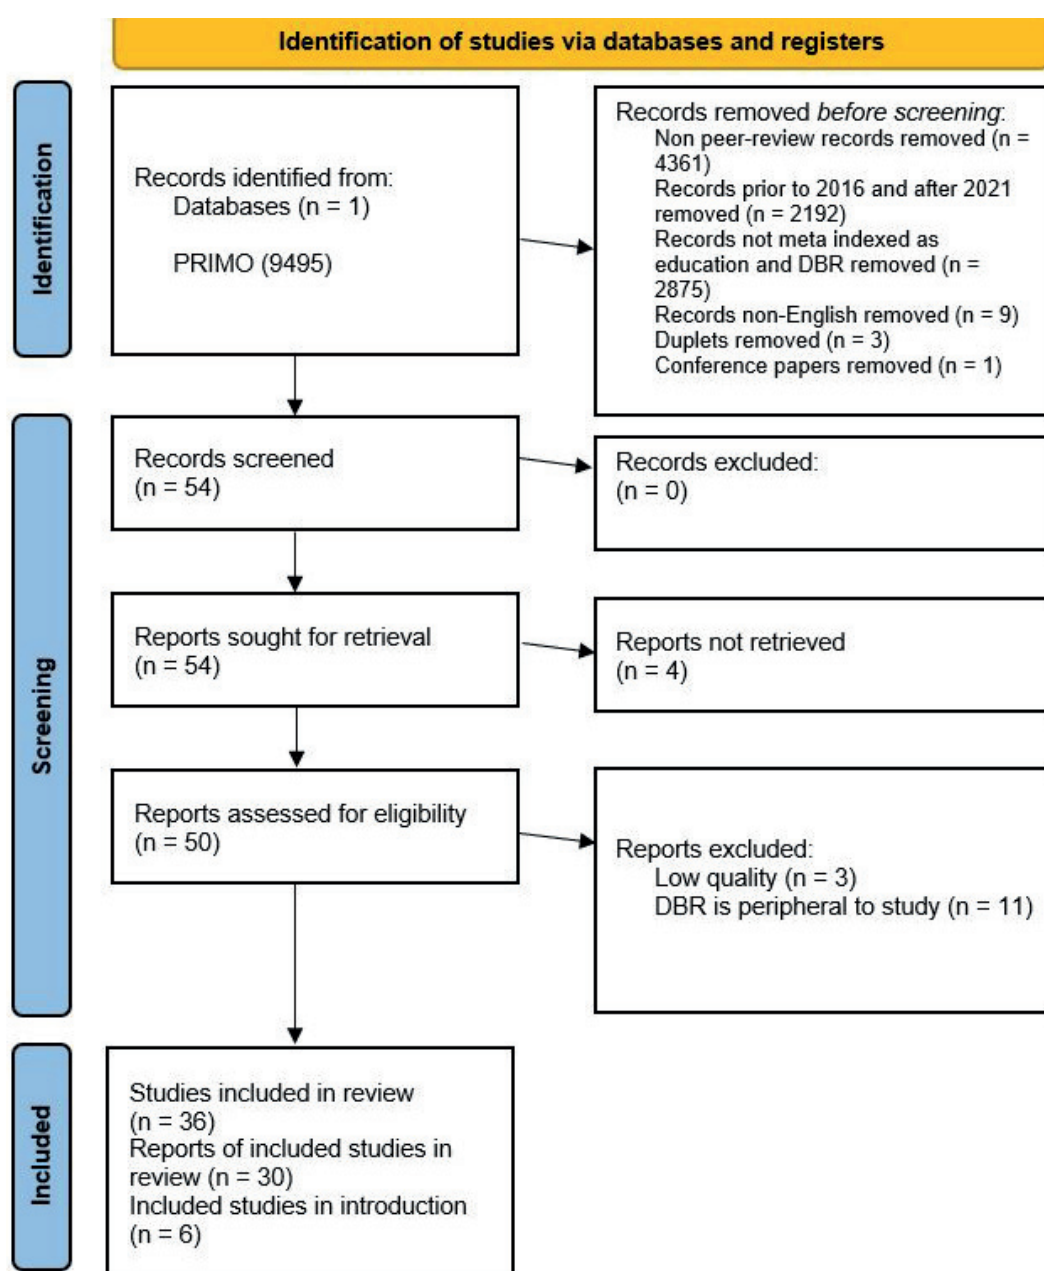 Identification of studies via databases and registers
Identification
Records identified from:
Databases (n = 1)
PRIMO (9495)
Records removed before screening:
Non peer-review records removed (n =
4361)
Records prior to 2016 and after 2021
removed (n = 2192)
Records not meta indexed as
education and DBR removed (n =
2875)
Records non-English removed (n = 9)
Duplets removed (n = 3)
Conference papers removed (n = 1)
Screening
Records screened
(n = 54)
Records excluded:
(n = 0)
Reports sought for retrieval
(n = 54)
Reports not retrieved
(n = 4)
Reports assessed for eligibility
(n = 50)
Reports excluded:
Low quality (n = 3)
DBR is peripheral to study (n = 11)
Included
Studies included in review
(n = 36)
Reports of included studies in
review (n = 30)
Included studies in introduction
(n = 6)